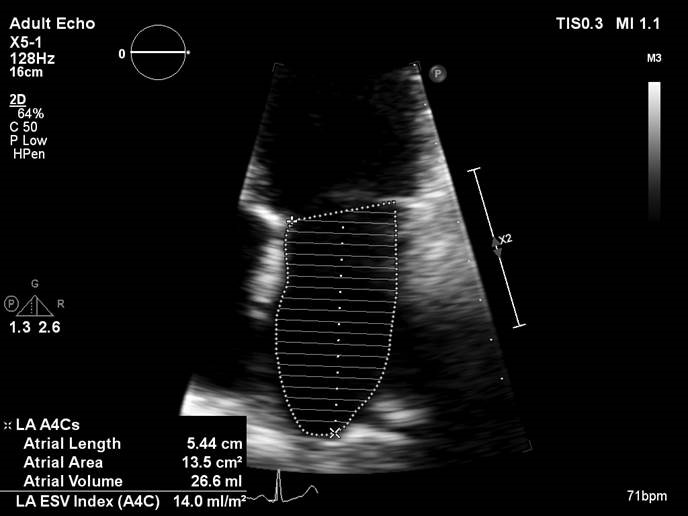 Adult Echo
TIS0.3 MI 1.1
X5-1
128Hz
16cm
0
M3
P
2D
64%
C 50
P Low
HPen
X2
G
P R
1.3 2.6
LA A4Cs
Atrial Length 5.44 cm
Atrial Area 13.5 cm²
Atrial Volume 26.6 ml
LA ESV Index (A4C) 14.0 ml/m²
71bpm